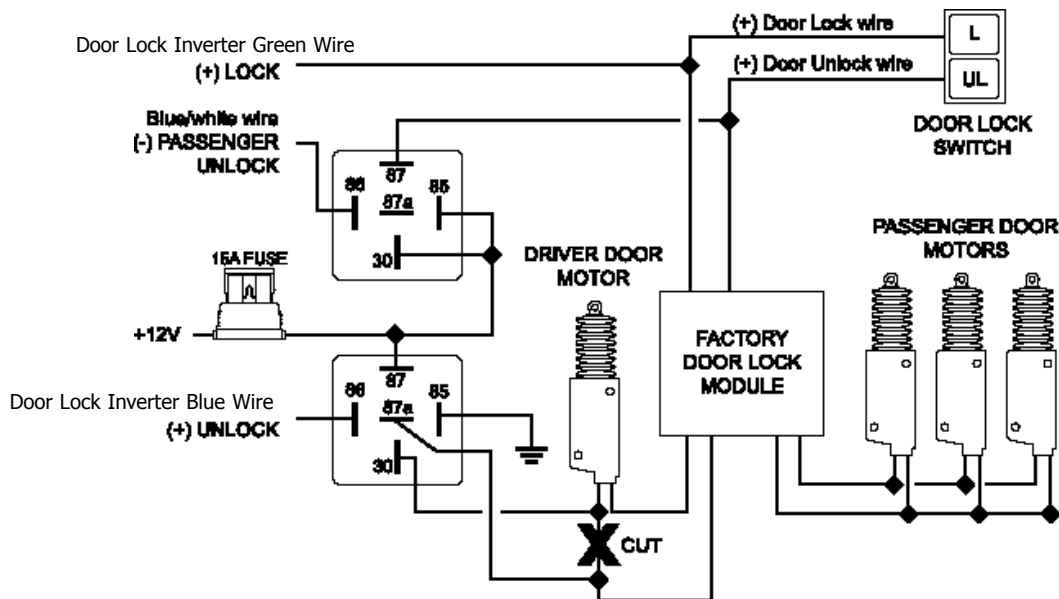 Door Lock Inverter Green Wire
(+) LOCK
(+) Door Lock wire
L
(+) Door Unlock wire
UL
DOOR LOCK
SWITCH
Blue/white wire
(-) PASSENGER
UNLOCK
87
86
87a
85
30
15A FUSE
+12V
DRIVER DOOR
MOTOR
PASSENGER DOOR
MOTORS
FACTORY
DOOR LOCK
MODULE
Door Lock Inverter Blue Wire
(+) UNLOCK
87
86
87a
85
30
CUT